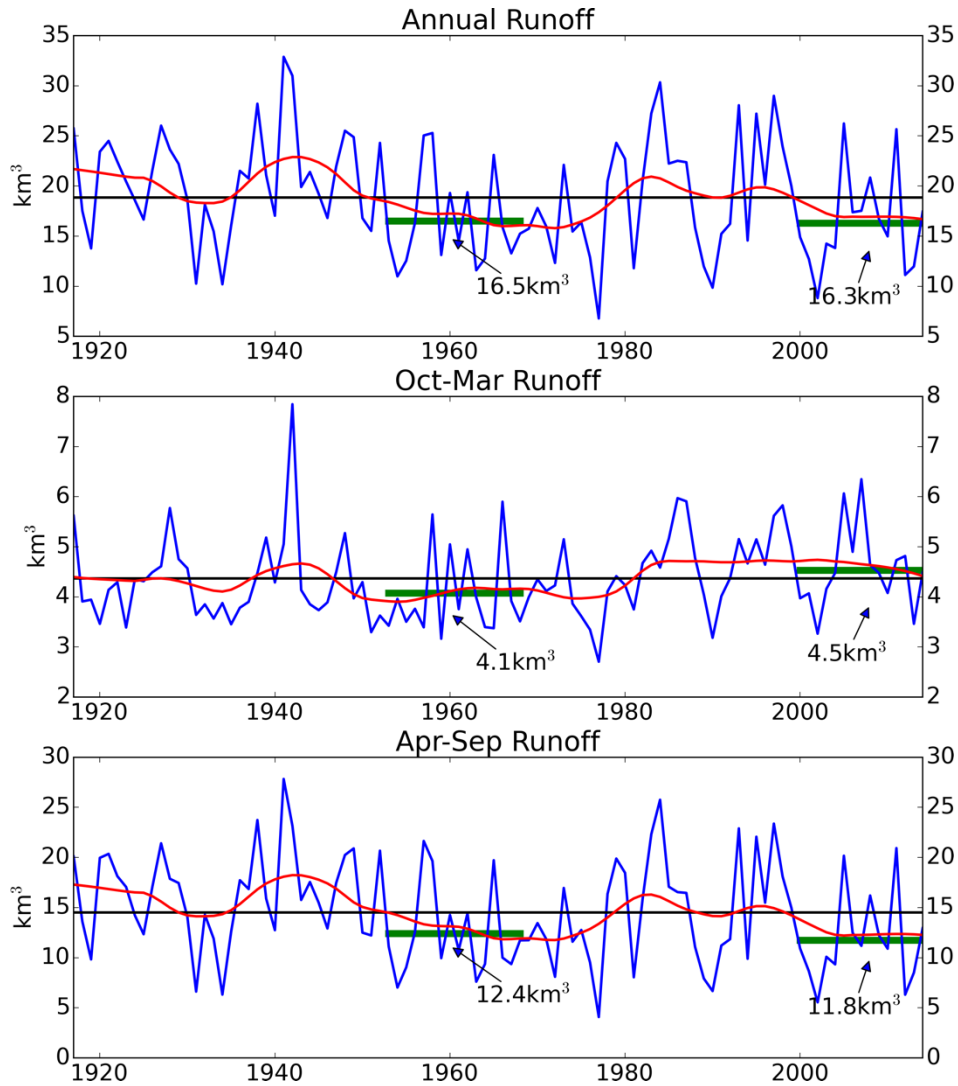 Annual Runoff
35 35
30 30
25 25
20 20
15 15
10 10
5 5
km³
16.5km³
16.3km³
1920 1940 1960 1980 2000
Oct-Mar Runoff
8 8
7 7
6 6
5 5
4 4
3 3
2 2
km³
4.1km³
4.5km³
1920 1940 1960 1980 2000
Apr-Sep Runoff
30 30
25 25
20 20
15 15
10 10
5 5
0 0
km³
12.4km³
11.8km³
1920 1940 1960 1980 2000